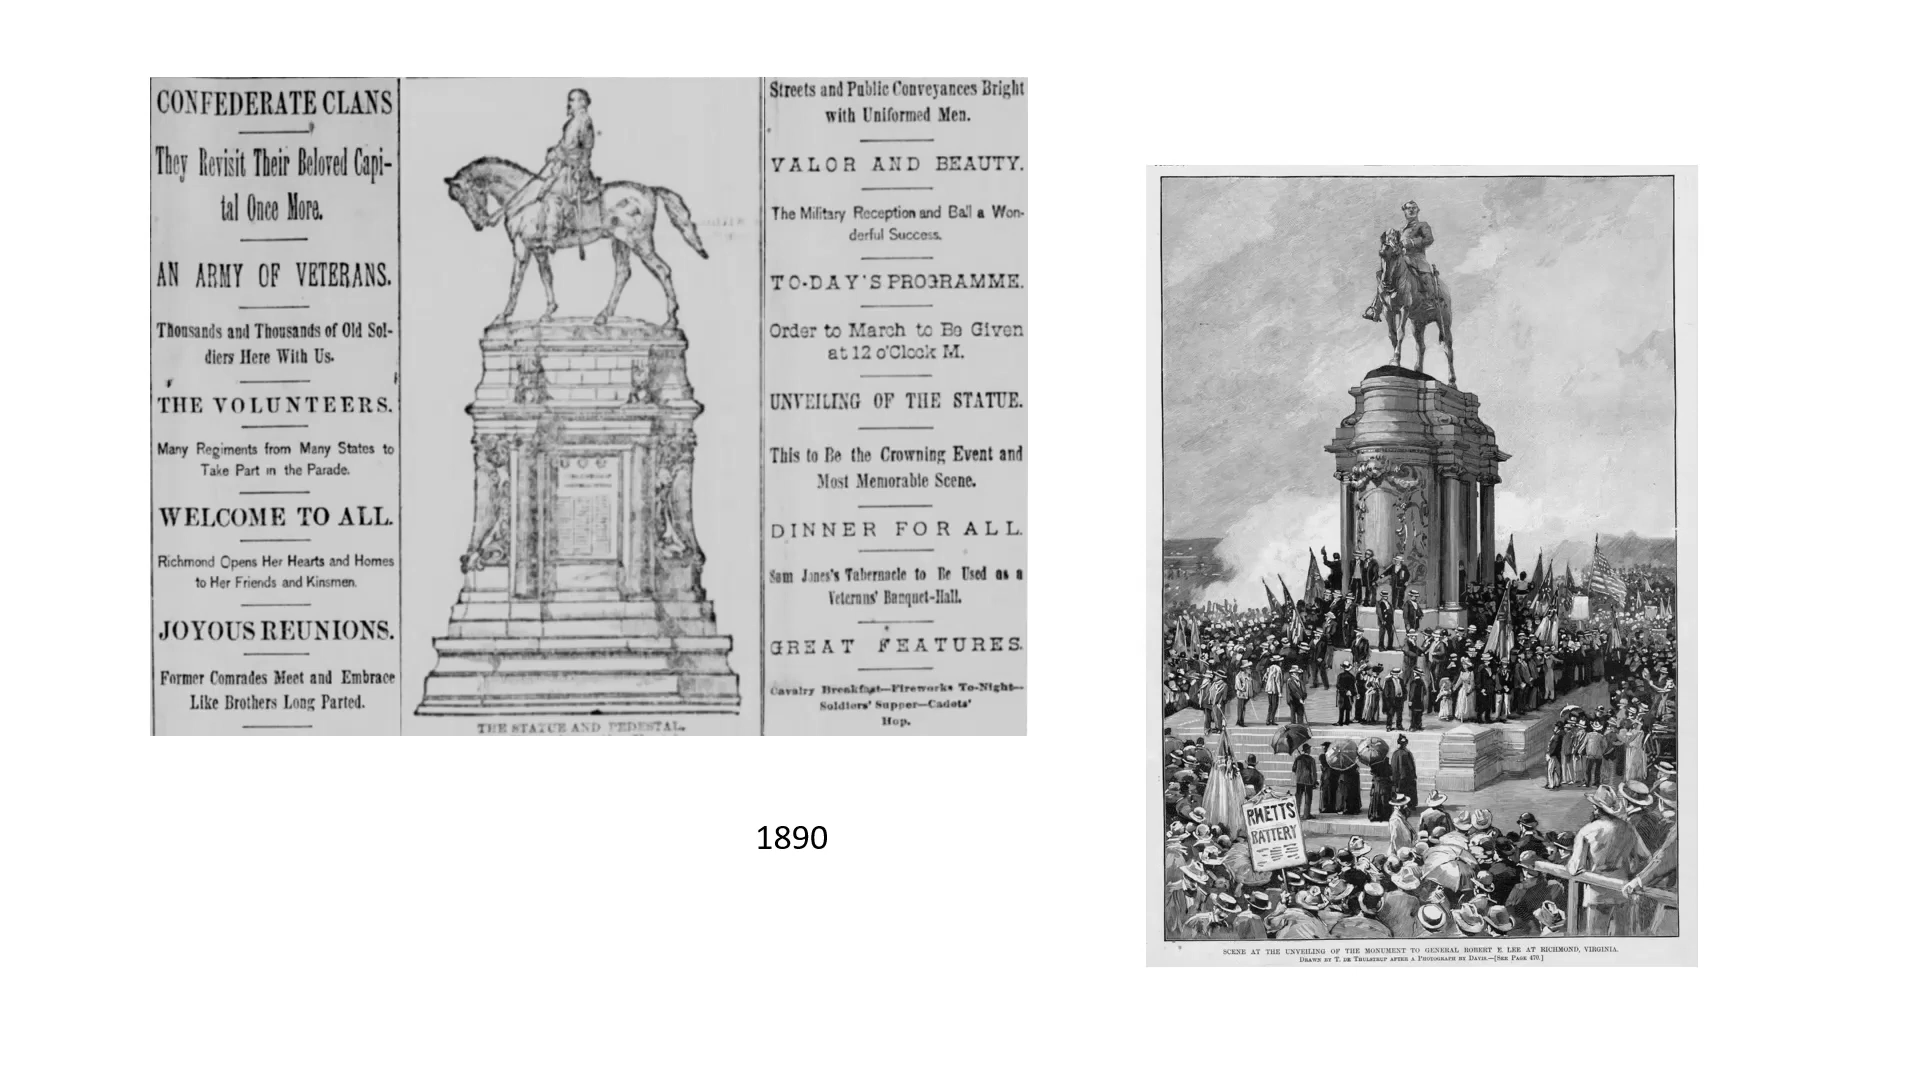 CONFEDERATE CLANS
They Revisit Their Beloved Capi-
tal Once More.
AN ARMY OF VETERANS.
Thousands and Thousands of Old Sol-
diers Here With Us.
THE VOLUNTEERS.
Many Regiments from Many States to
Take Part in the Parade.
WELCOME TO ALL.
Richmond Opens Her Hearts and Homes
to Her Friends and Kinsmen.
JOYOUS REUNIONS.
Former Comrades Meet and Embrace
Like Brothers Long Parted.
THE STATUE AND PEDESTAL.
Streets and Public Conveyances Bright
with Uniformed Men.
VALOR AND BEAUTY.
The Military Reception and Ball a Won-
derful Success.
TO-DAY'S PROGRAMME.
Order to March to Be Given
at 12 o'Clock M.
UNVEILING OF THE STATUE.
This to Be the Crowning Event and
Most Memorable Scene.
DINNER FOR ALL.
Sam Jones's Tabernacle to Be Used as a
Veterans' Banquet-Hall.
GREAT FEATURES.
Cavalry Breakfast—Fireworks To-Night—
Soldiers' Supper—Cadets'
Hop.
1890
RHETTS
BATTERY
SCENE AT THE UNVEILING OF THE MONUMENT TO GENERAL ROBERT E. LEE AT RICHMOND, VIRGINIA.
DRAWN BY T. DE THULSTRUP AFTER A PHOTOGRAPH BY DAVIS.—[SEE PAGE 470.]